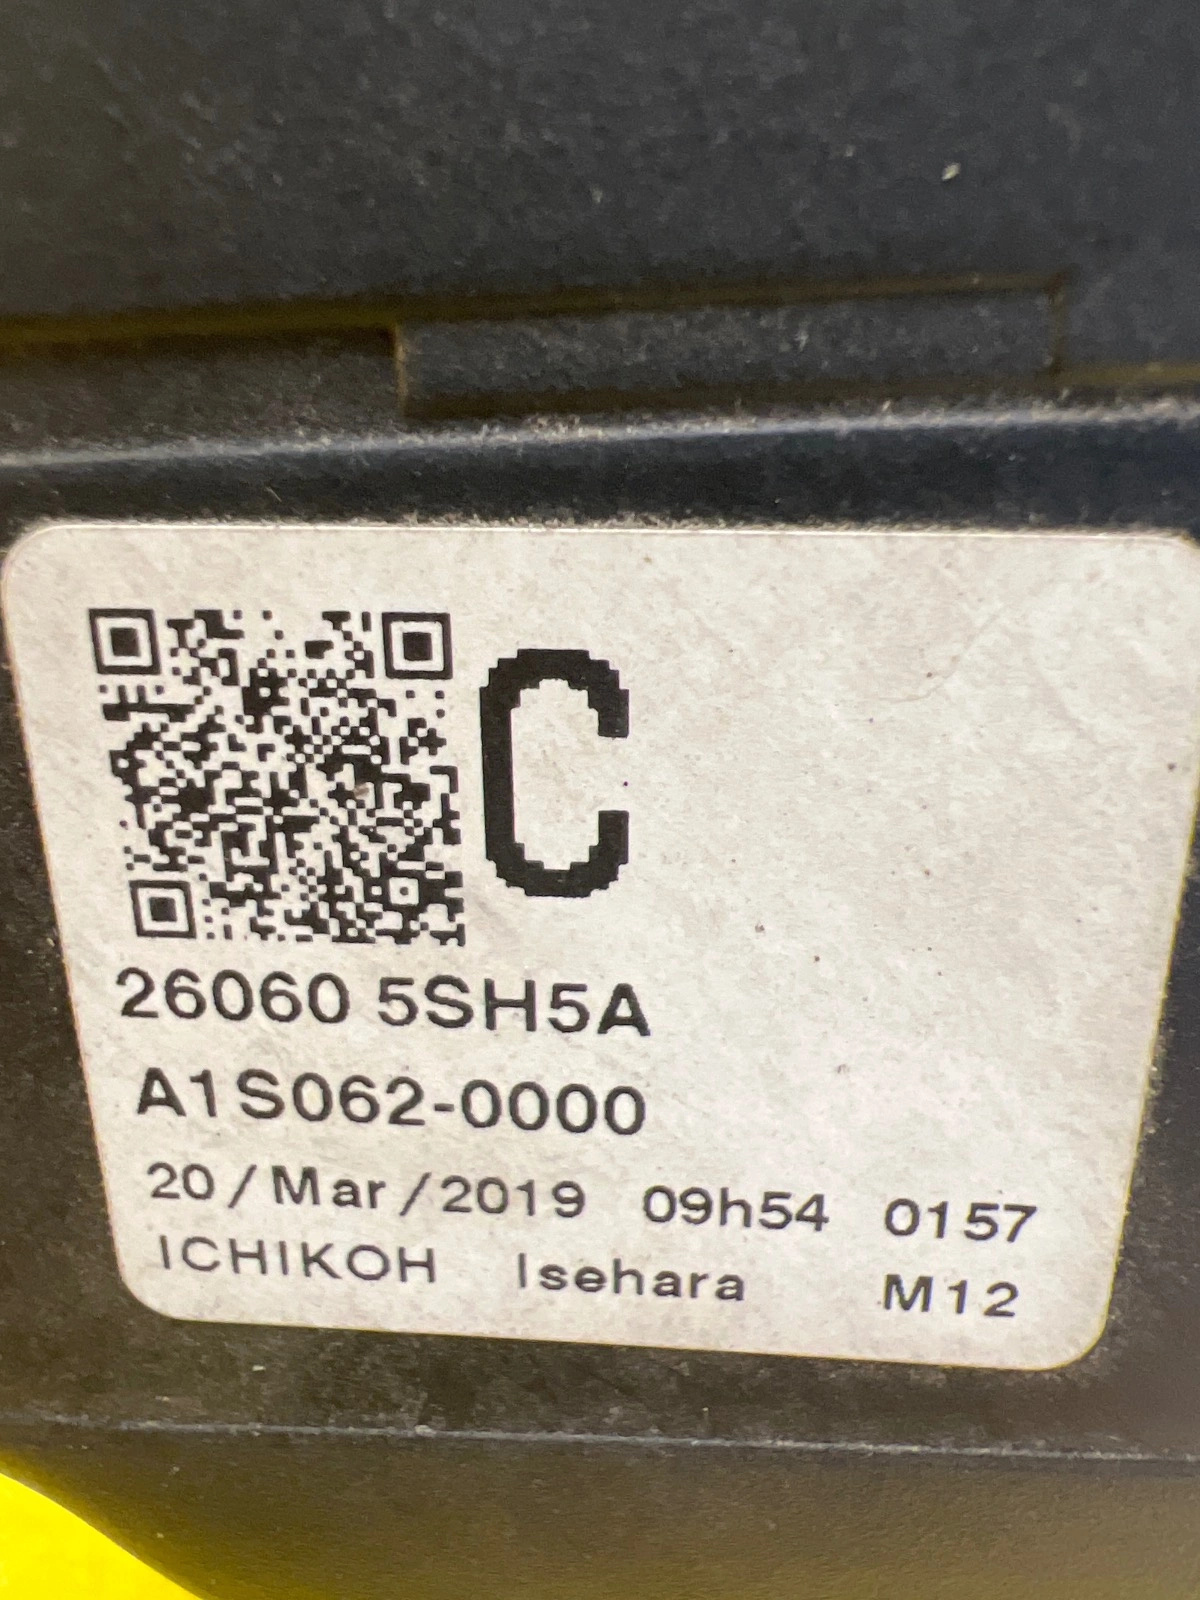 C
26060 5SH5A
A1S062-0000
20/Mar/2019 09h54 0157
ICHIKOH Isehara M12